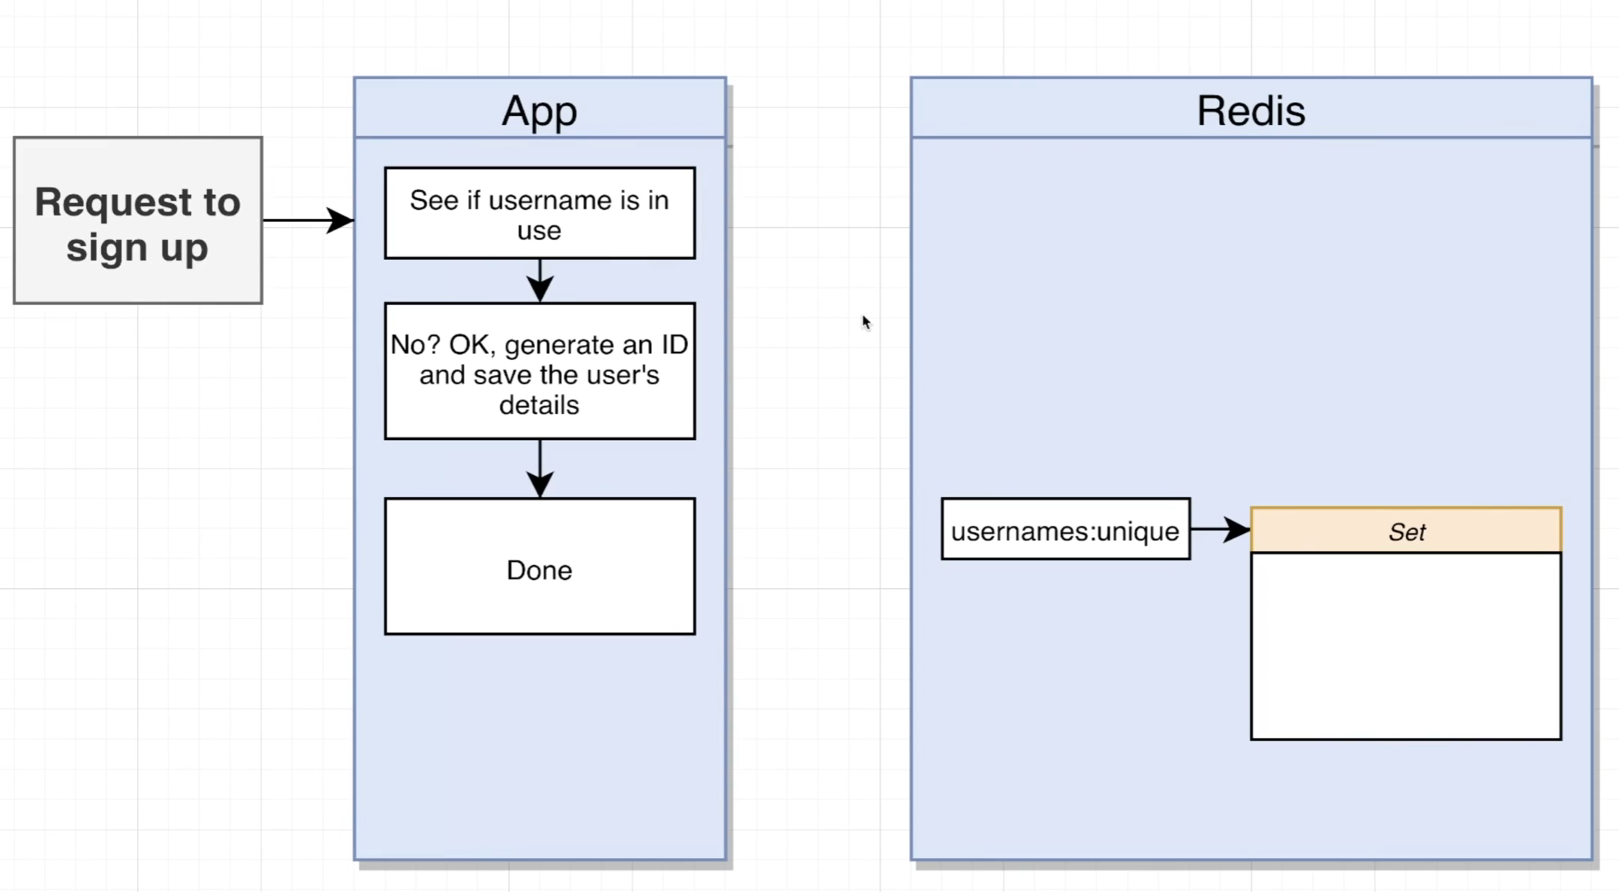 Request to
sign up
App
See if username is in
use
No? OK, generate an ID
and save the user's
details
Done
Redis
usernames:unique
Set